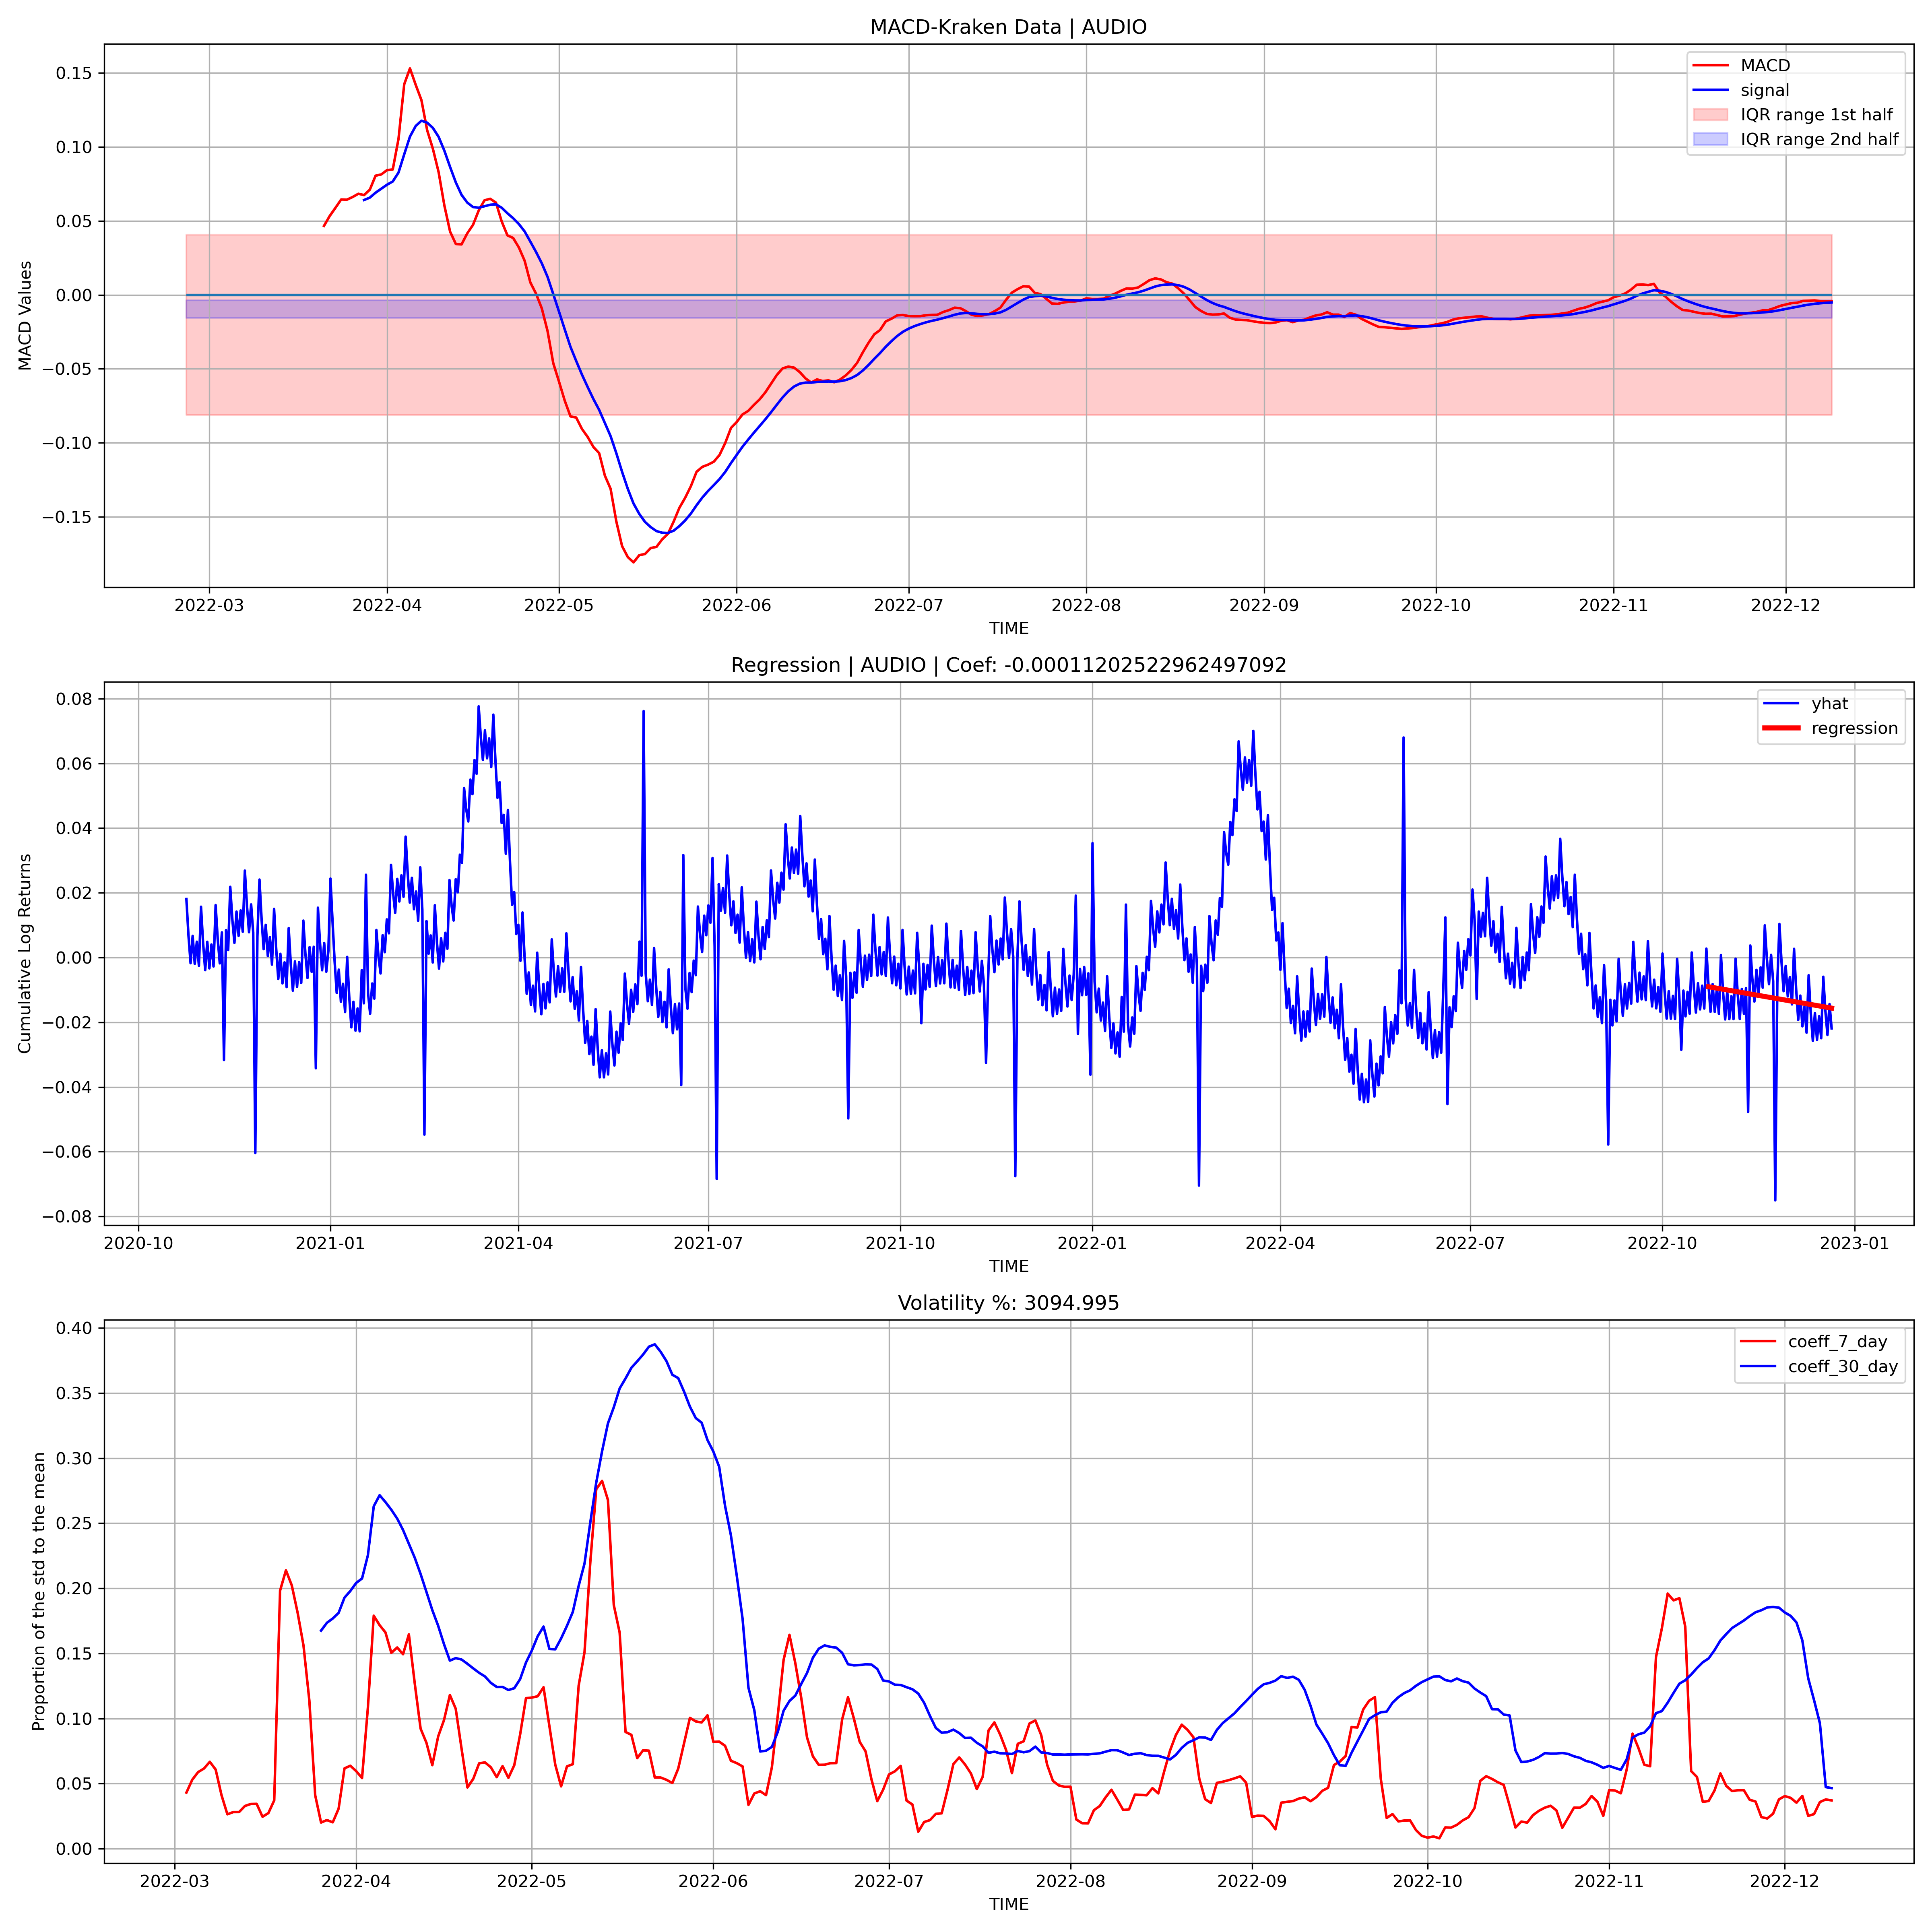 MACD-Kraken Data | AUDIO
0.15
0.10
0.05
0.00
−0.05
−0.10
−0.15
MACD Values
MACD
signal
IQR range 1st half
IQR range 2nd half
2022-03 2022-04 2022-05 2022-06 2022-07 2022-08 2022-09 2022-10 2022-11 2022-12
TIME
Regression | AUDIO | Coef: -0.00011202522962497092
0.08
0.06
0.04
0.02
0.00
−0.02
−0.04
−0.06
−0.08
Cumulative Log Returns
yhat
regression
2020-10 2021-01 2021-04 2021-07 2021-10 2022-01 2022-04 2022-07 2022-10 2023-01
TIME
Volatility %: 3094.995
0.40
0.35
0.30
0.25
0.20
0.15
0.10
0.05
0.00
Proportion of the std to the mean
coeff_7_day
coeff_30_day
2022-03 2022-04 2022-05 2022-06 2022-07 2022-08 2022-09 2022-10 2022-11 2022-12
TIME